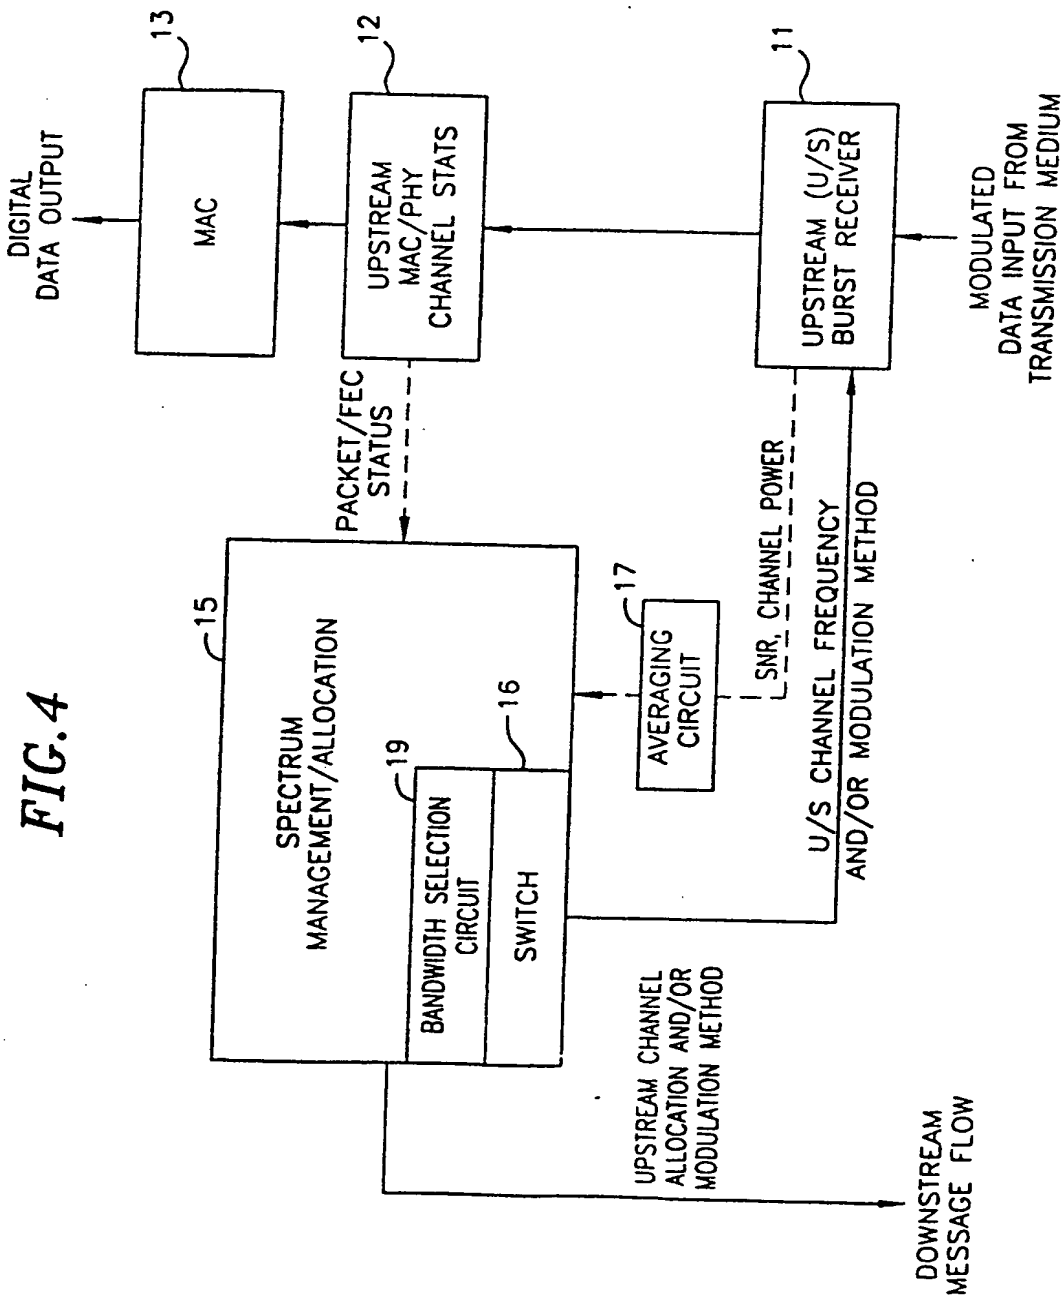 FIG.4
DIGITAL
DATA OUTPUT
13
MAC
12
UPSTREAM
MAC/PHY
CHANNEL STATS
11
UPSTREAM (U/S)
BURST RECEIVER
MODULATED
DATA INPUT FROM
TRANSMISSION MEDIUM
PACKET/FEC
STATUS
15
SPECTRUM
MANAGEMENT/ALLOCATION
19
BANDWIDTH SELECTION
CIRCUIT
16
SWITCH
17
AVERAGING
CIRCUIT
SNR, CHANNEL POWER
U/S CHANNEL FREQUENCY
AND/OR MODULATION METHOD
UPSTREAM CHANNEL
ALLOCATION AND/OR
MODULATION METHOD
DOWNSTREAM
MESSAGE FLOW